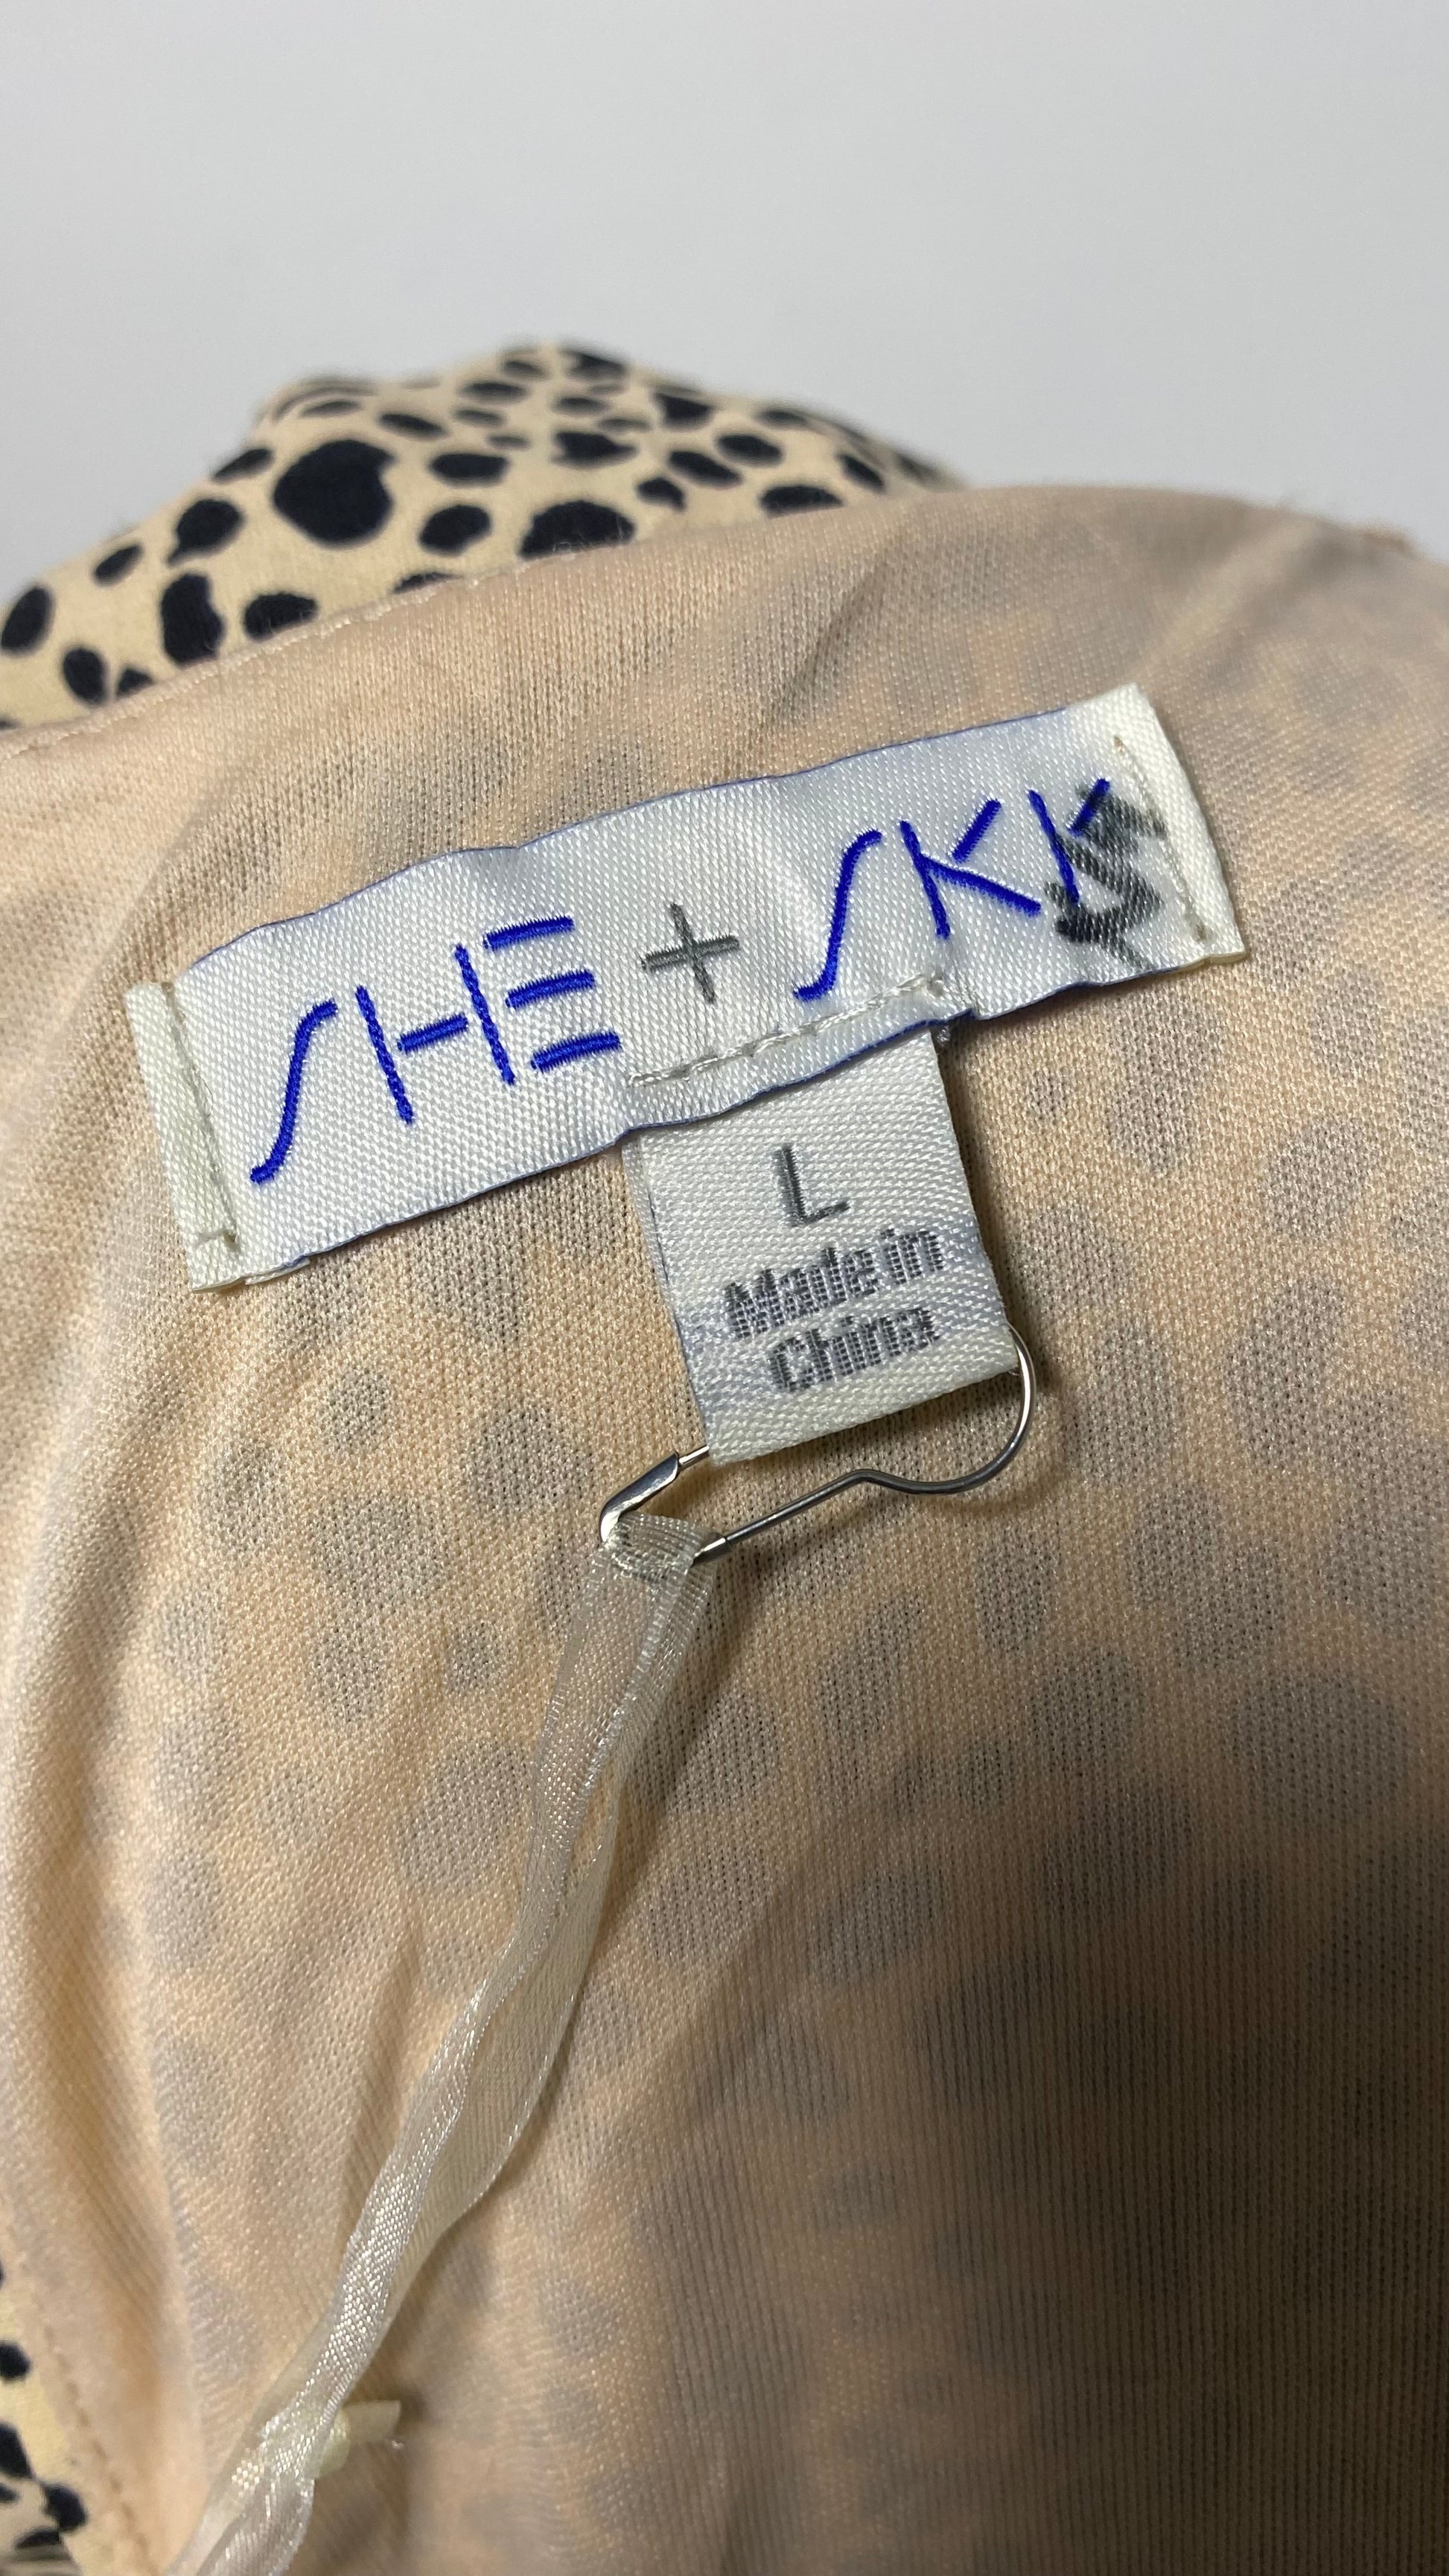 SHE + SKY
L
Made in
China